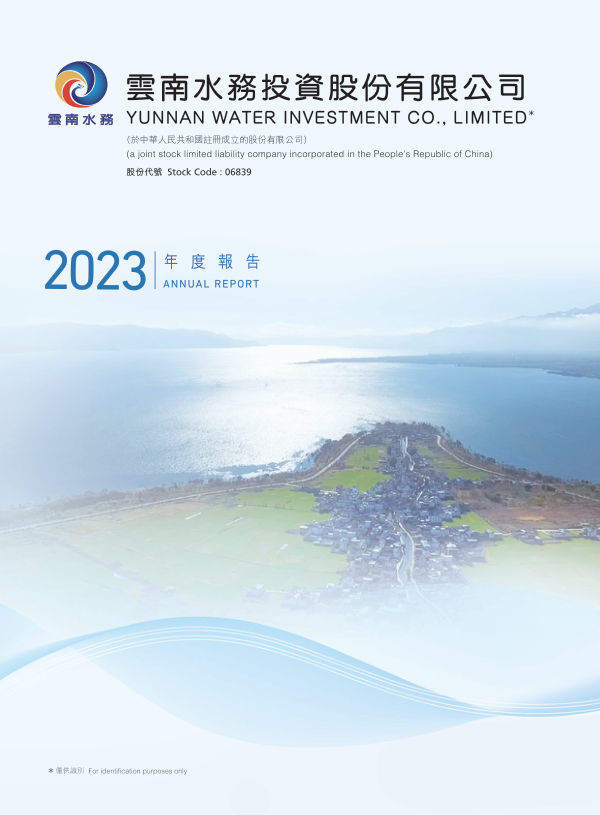 雲南水務
雲南水務投資股份有限公司
YUNNAN WATER INVESTMENT CO., LIMITED*
(於中華人民共和國註冊成立的股份有限公司)
(a joint stock limited liability company incorporated in the People's Republic of China)
股份代號 Stock Code : 06839
2023 年度報告
ANNUAL REPORT
* 僅供識別 For identification purposes only